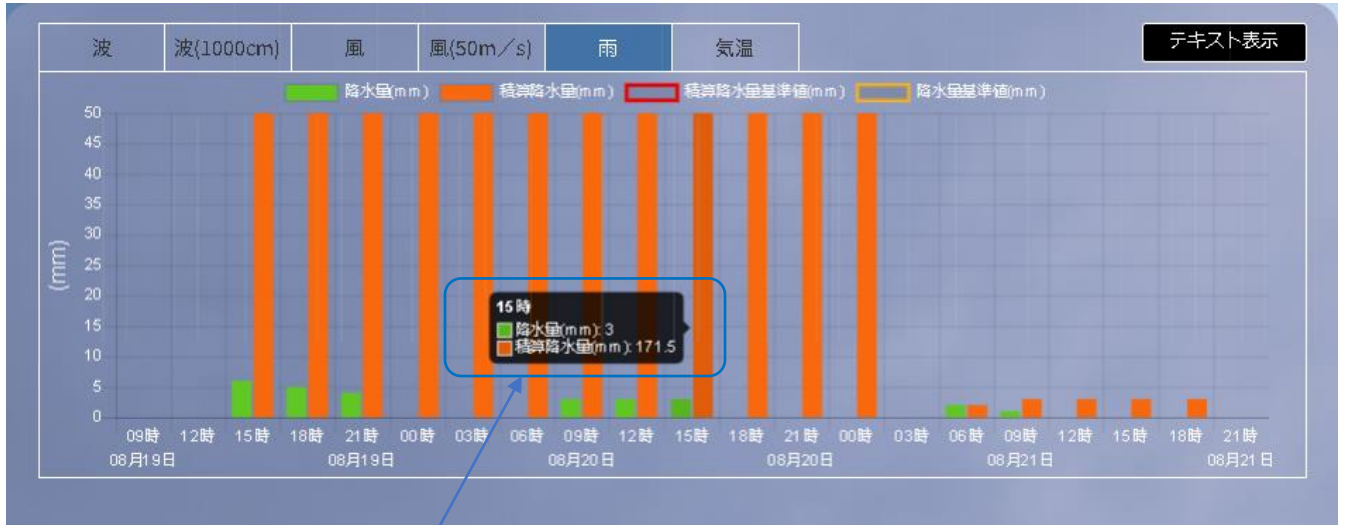 波 波(1000cm) 風 風(50m/s) 雨 気温 テキスト表示
降水量(mm) 積算降水量(mm) 積算降水量基準値(mm) 降水量基準値(mm)
50
45
40
35
30
25
20
15
10
5
0
(mm)
15時
降水量(mm): 3
積算降水量(mm): 171.5
09時 12時 15時 18時 21時 00時 03時 06時 09時 12時 15時 18時 21時 00時 03時 06時 09時 12時 15時 18時 21時
08月19日 08月19日 08月20日 08月20日 08月21日 08月21日